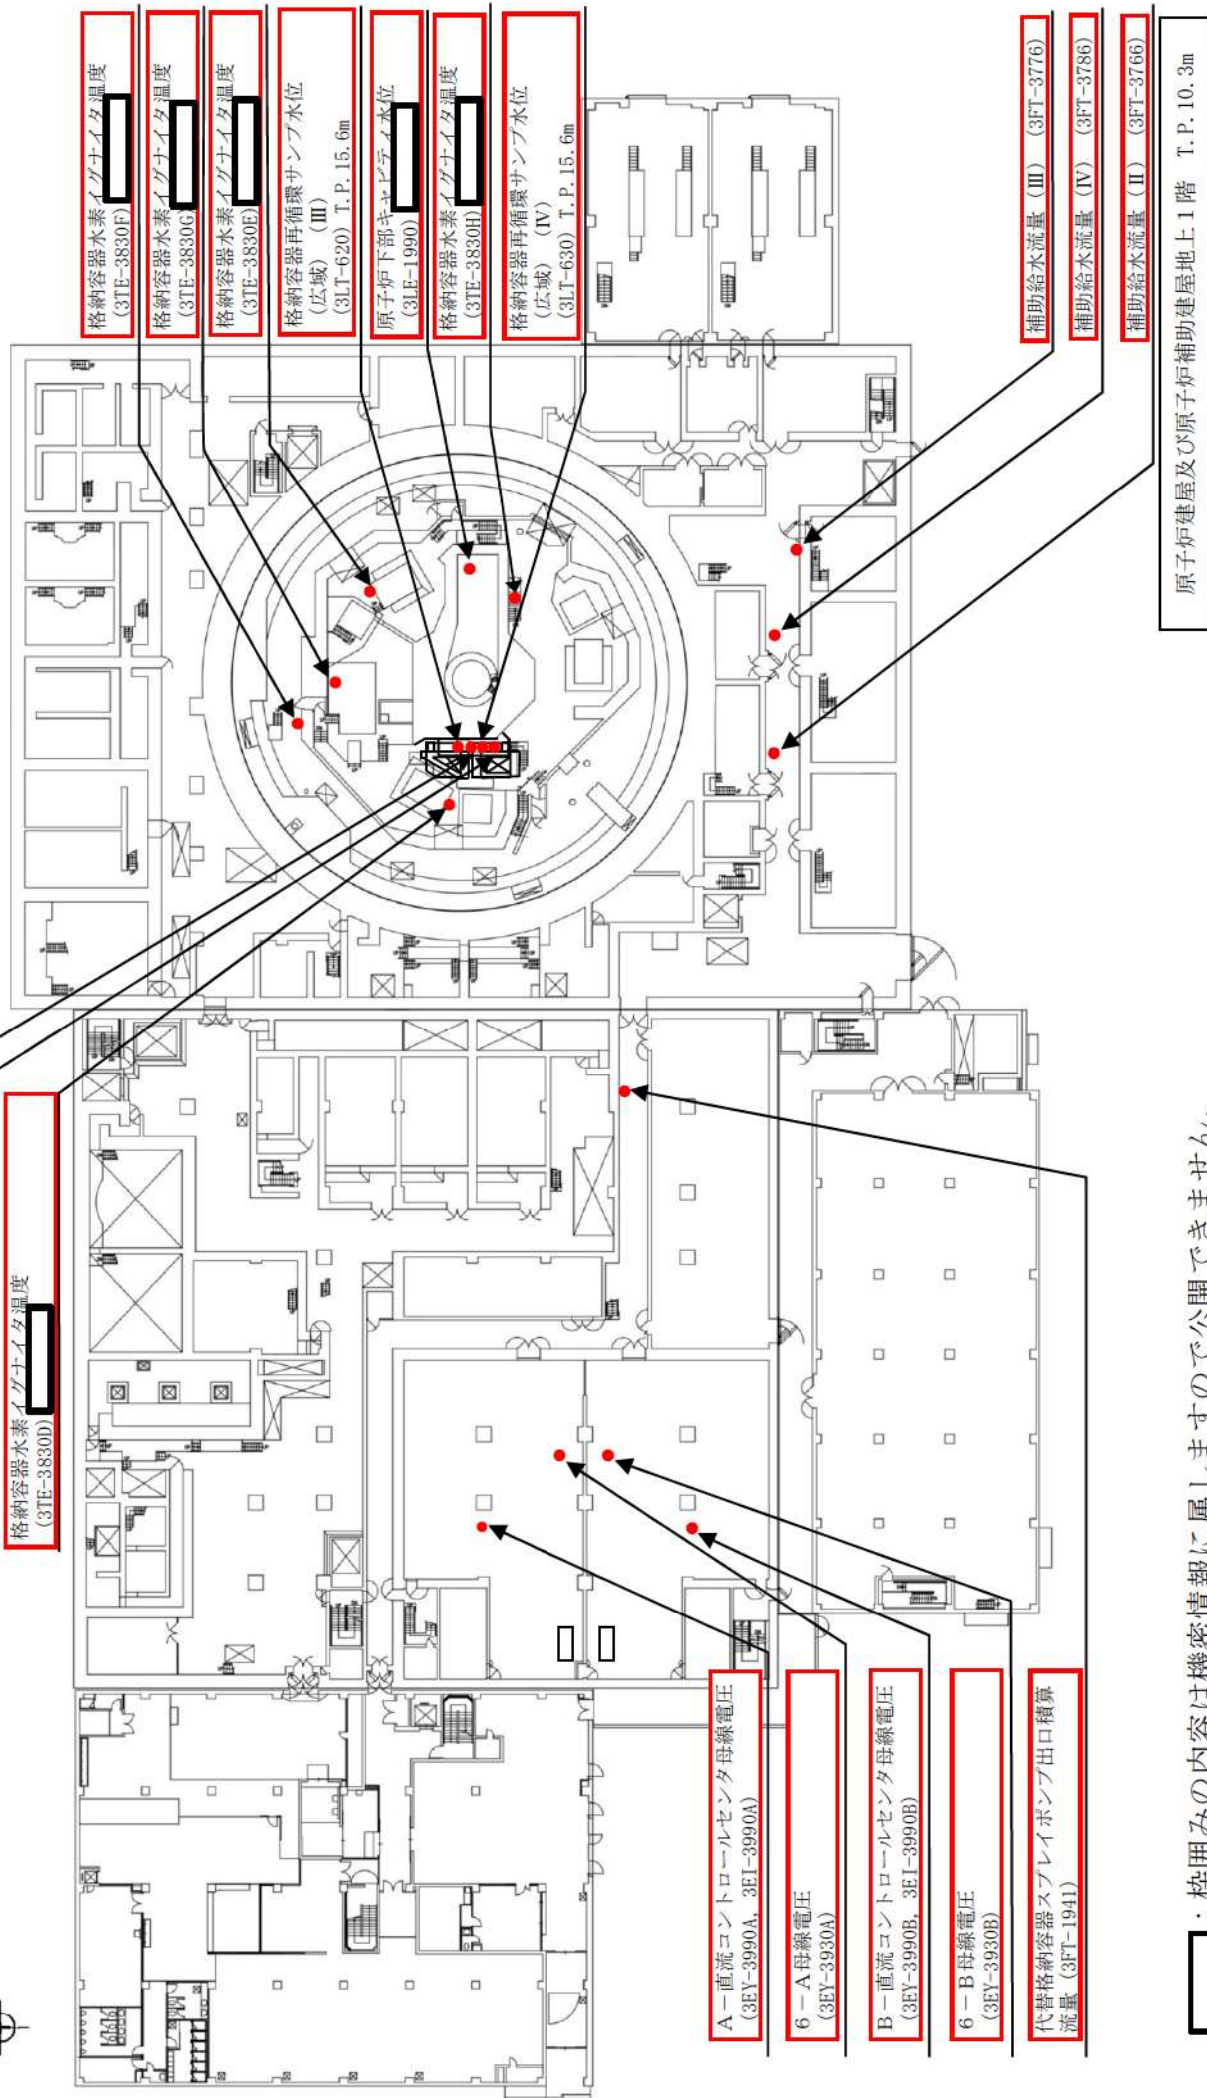 格納容器水素イグナイタ温度
(3TE-3830F)
格納容器水素イグナイタ温度
(3TE-3830G)
格納容器水素イグナイタ温度
(3TE-3830E)
格納容器再循環サンプ水位
(広域) (Ⅲ)
(3LT-620) T.P.15.6m
原子炉下部キャビティ水位
(3LE-1990)
格納容器水素イグナイタ温度
(3TE-3830H)
格納容器再循環サンプ水位
(広域) (Ⅳ)
(3LT-630) T.P.15.6m
補助給水流量 (Ⅲ) (3FT-3776)
補助給水流量 (Ⅳ) (3FT-3786)
補助給水流量 (Ⅱ) (3FT-3766)
原子炉建屋及び原子炉補助建屋地上1階 T.P.10.3m
格納容器水素イグナイタ温度
(3TE-3830D)
A-直流コントロールセンタ母線電圧
(3EY-3990A, 3EI-3990A)
6-A母線電圧
(3EY-3930A)
B-直流コントロールセンタ母線電圧
(3EY-3990B, 3EI-3990B)
6-B母線電圧
(3EY-3930B)
代替格納容器スプレイポンプ出口積算
流量 (3FT-1941)
・枠囲みの内容は機密情報に属しますので公開できません。